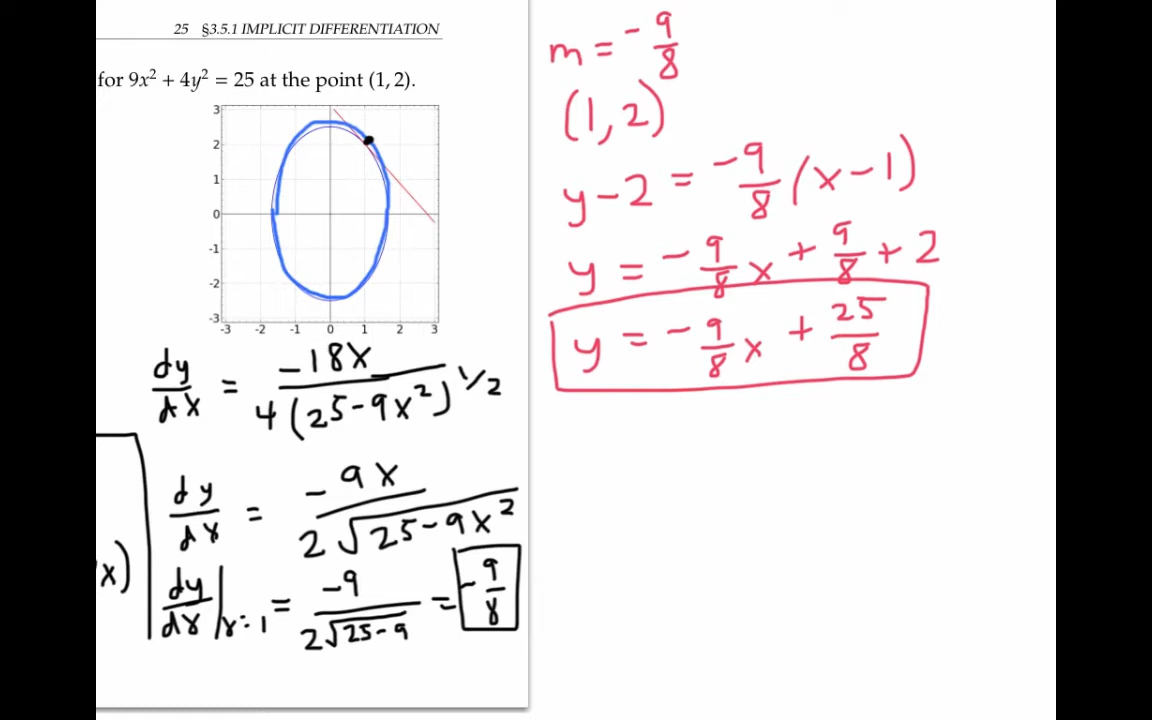 25 §3.5.1 IMPLICIT DIFFERENTIATION
for 9x² + 4y² = 25 at the point (1, 2).
3
2
1
0
-1
-2
-3
-3 -2 -1 0 1 2 3
dy/dx = -18x / 4(25-9x²)^1/2
dy/dx = -9x / 2√25-9x²
x)
dy/dx|x=1 = -9 / 2√25-9 = -9/8
m = -9/8
(1,2)
y-2 = -9/8(x-1)
y = -9/8x + 9/8 + 2
y = -9/8x + 25/8